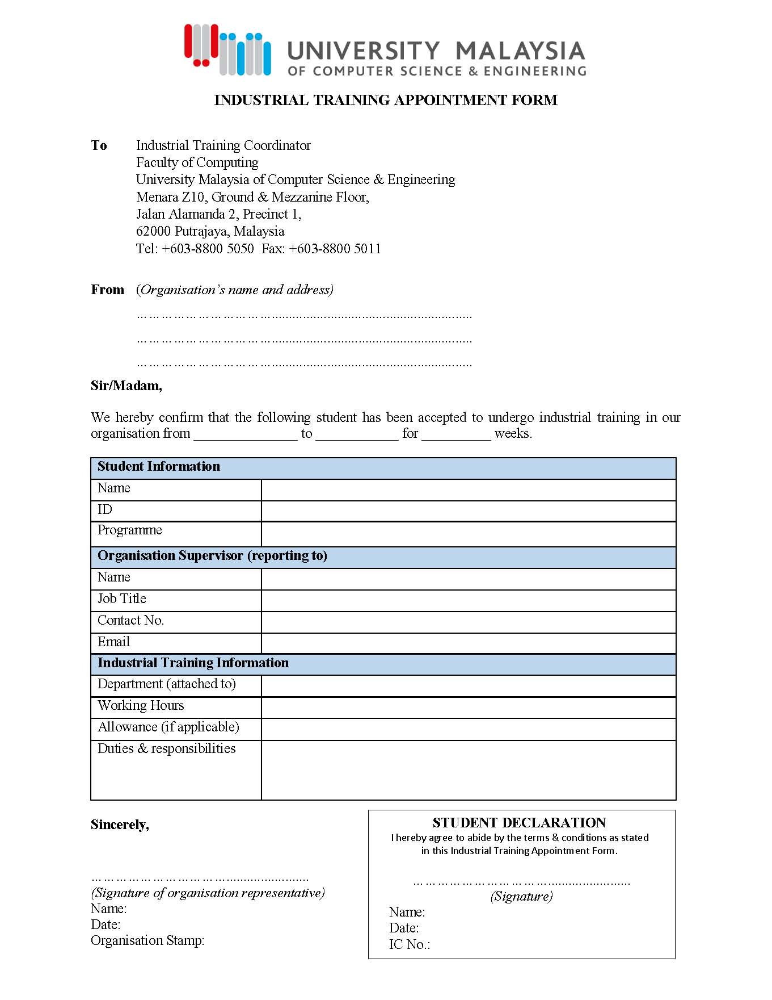 UNIVERSITY MALAYSIA
OF COMPUTER SCIENCE & ENGINEERING
INDUSTRIAL TRAINING APPOINTMENT FORM
To Industrial Training Coordinator
Faculty of Computing
University Malaysia of Computer Science & Engineering
Menara Z10, Ground & Mezzanine Floor,
Jalan Alamanda 2, Precinct 1,
62000 Putrajaya, Malaysia
Tel: +603-8800 5050 Fax: +603-8800 5011
From (Organisation’s name and address)
………………………………...........................................................
………………………………...........................................................
………………………………...........................................................
Sir/Madam,
We hereby confirm that the following student has been accepted to undergo industrial training in our
organisation from _______________ to ____________ for __________ weeks.
Student Information
Name
ID
Programme
Organisation Supervisor (reporting to)
Name
Job Title
Contact No.
Email
Industrial Training Information
Department (attached to)
Working Hours
Allowance (if applicable)
Duties & responsibilities
Sincerely,
………………………………......................
(Signature of organisation representative)
Name:
Date:
Organisation Stamp:
STUDENT DECLARATION
I hereby agree to abide by the terms & conditions as stated
in this Industrial Training Appointment Form.
………………………………........................
(Signature)
Name:
Date:
IC No.: